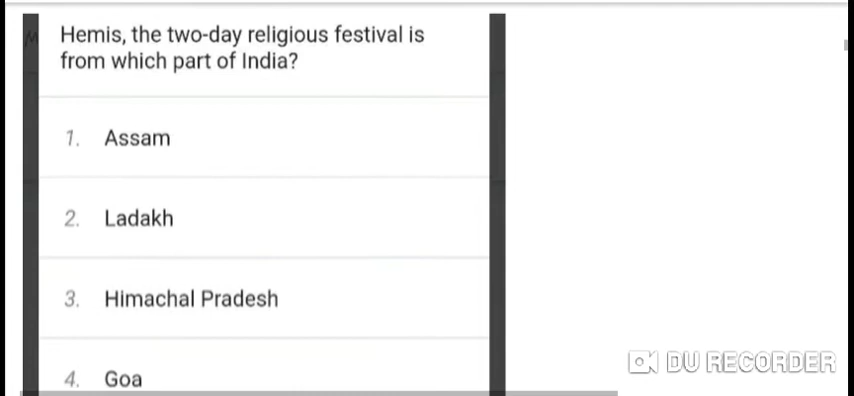 Hemis, the two-day religious festival is
from which part of India?
1. Assam
2. Ladakh
3. Himachal Pradesh
4. Goa
DU RECORDER